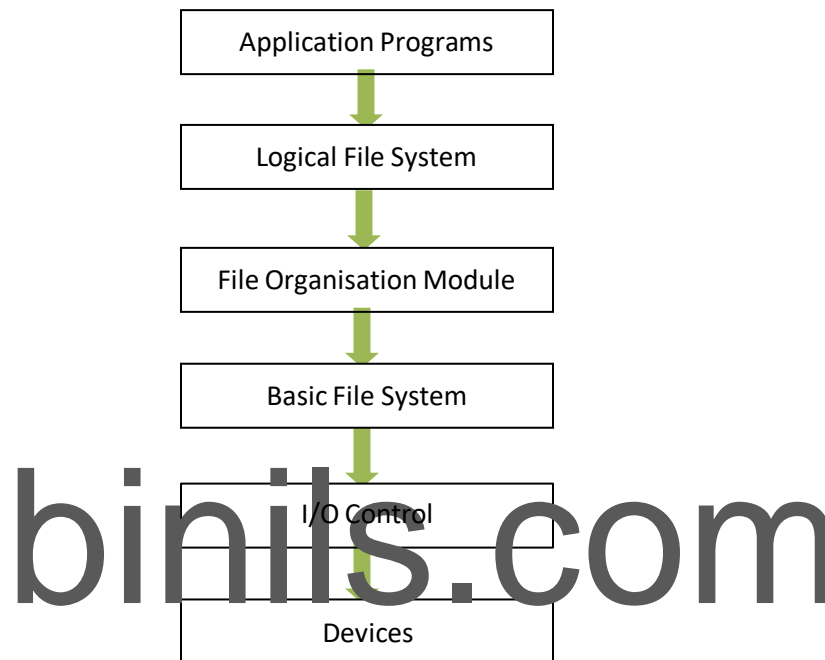 Application Programs
Logical File System
File Organisation Module
Basic File System
I/O Control
binils.com
Devices